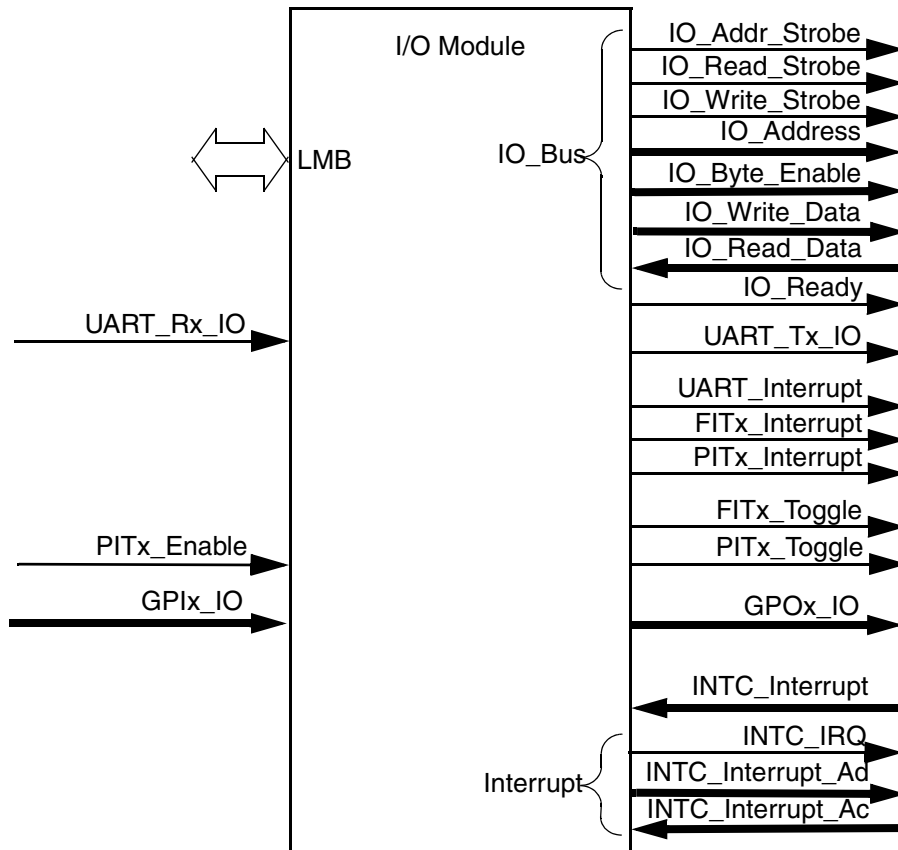 I/O Module
IO_Addr_Strobe
IO_Read_Strobe
IO_Write_Strobe
IO_Address
LMB
IO_Bus
IO_Byte_Enable
IO_Write_Data
IO_Read_Data
IO_Ready
UART_Rx_IO
UART_Tx_IO
UART_Interrupt
FITx_Interrupt
PITx_Interrupt
FITx_Toggle
PITx_Enable
PITx_Toggle
GPIx_IO
GPOx_IO
INTC_Interrupt
INTC_IRQ
Interrupt
INTC_Interrupt_Ad
INTC_Interrupt_Ac